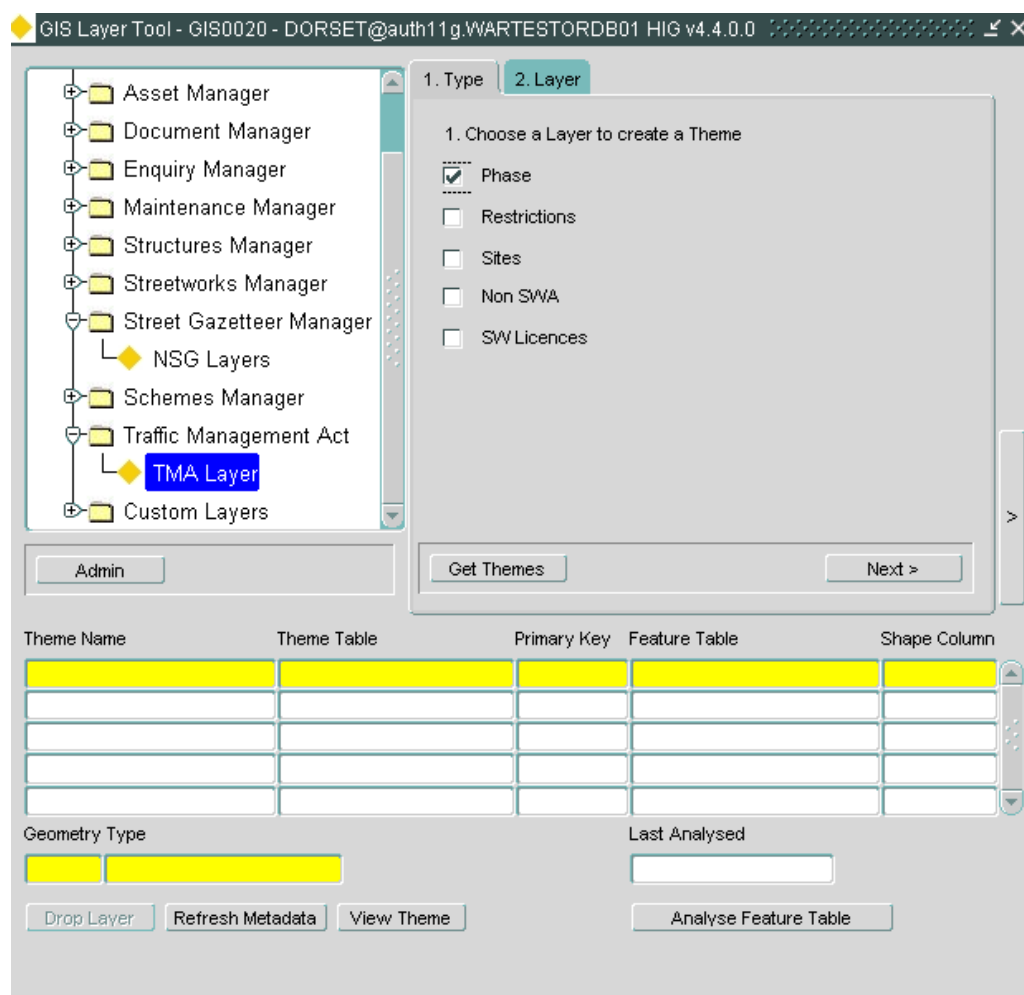 GIS Layer Tool - GIS0020 - DORSET@auth11g.WARTESTORDB01 HIG v4.4.0.0
Asset Manager
Document Manager
Enquiry Manager
Maintenance Manager
Structures Manager
Streetworks Manager
Street Gazetteer Manager
NSG Layers
Schemes Manager
Traffic Management Act
TMA Layer
Custom Layers
Admin
1. Type
2. Layer
1. Choose a Layer to create a Theme
Phase
Restrictions
Sites
Non SWA
SW Licences
Get Themes
Next >
>
Theme Name
Theme Table
Primary Key
Feature Table
Shape Column
Geometry Type
Last Analysed
Drop Layer
Refresh Metadata
View Theme
Analyse Feature Table